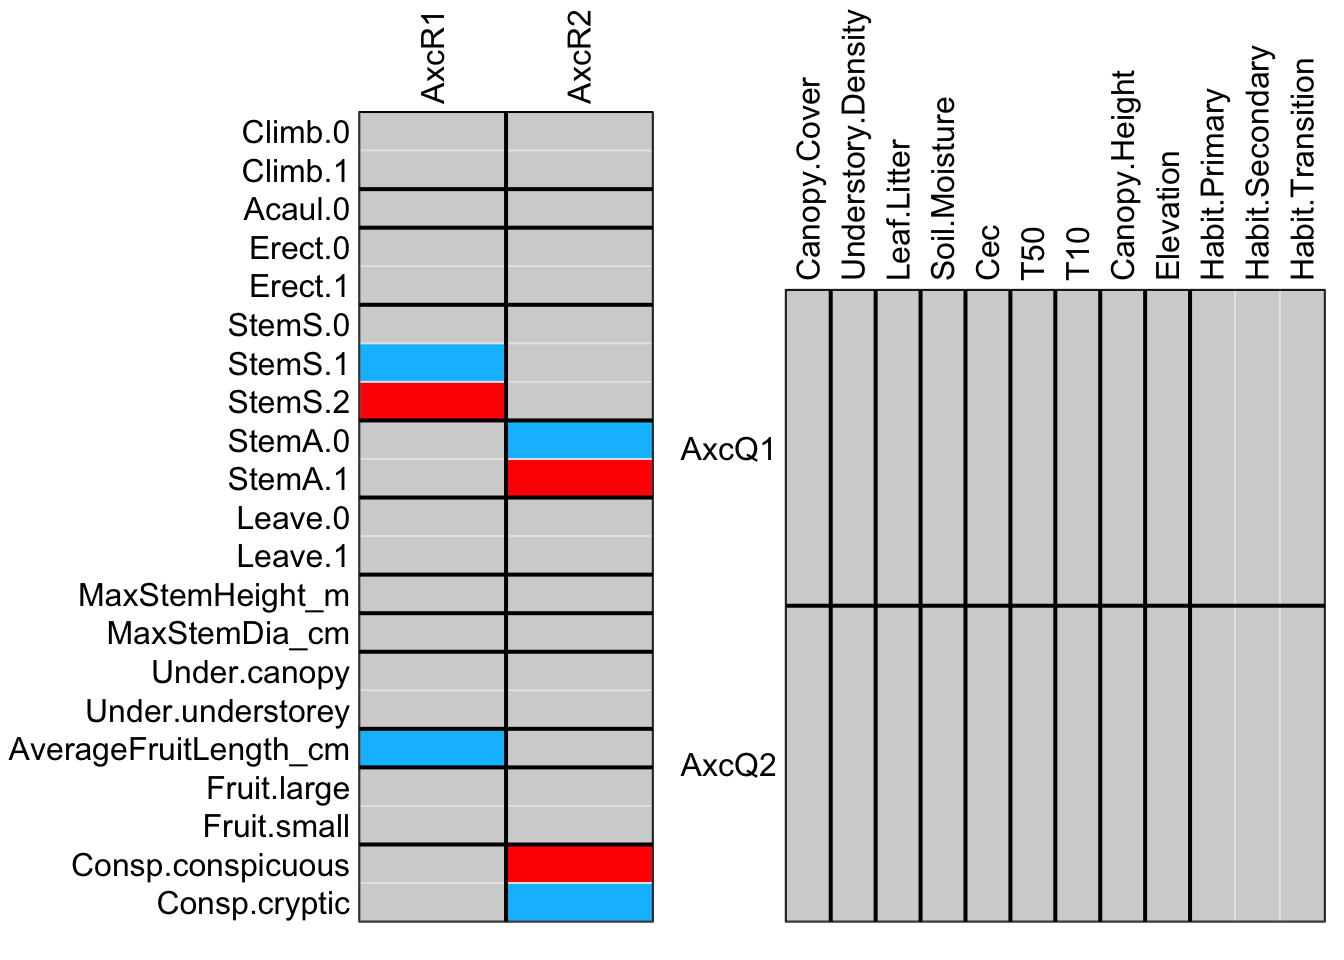 AxcR1
AxcR2
Climb.0
Climb.1
Acaul.0
Erect.0
Erect.1
StemS.0
StemS.1
StemS.2
StemA.0
StemA.1
Leave.0
Leave.1
MaxStemHeight_m
MaxStemDia_cm
Under.canopy
Under.understorey
AverageFruitLength_cm
Fruit.large
Fruit.small
Consp.conspicuous
Consp.cryptic
Canopy.Cover
Understory.Density
Leaf.Litter
Soil.Moisture
Cec
T50
T10
Canopy.Height
Elevation
Habit.Primary
Habit.Secondary
Habit.Transition
AxcQ1
AxcQ2